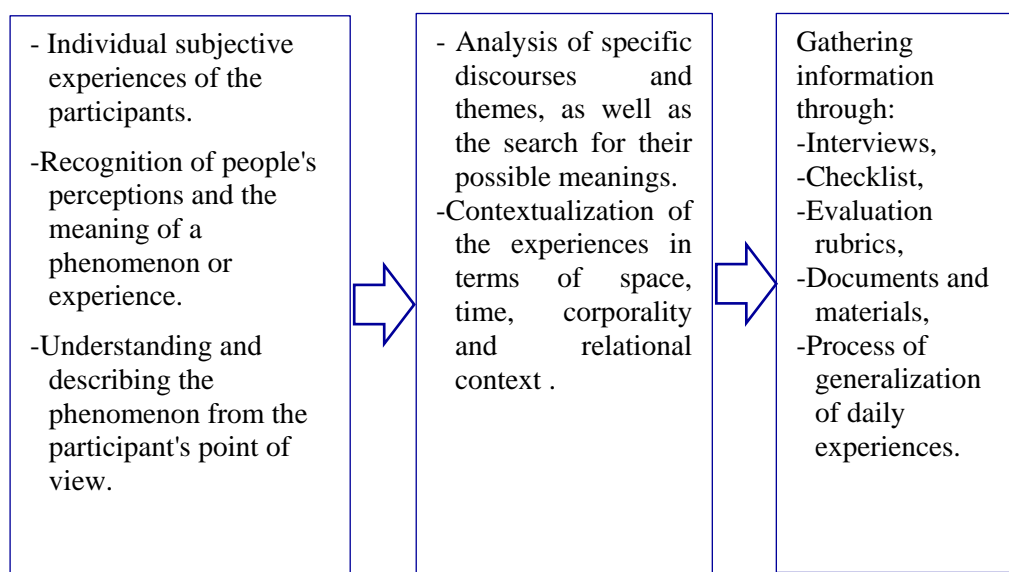 - Individual subjective
experiences of the
participants.
-Recognition of people's
perceptions and the
meaning of a
phenomenon or
experience.
-Understanding and
describing the
phenomenon from the
participant's point of
view.
- Analysis of specific
discourses and
themes, as well as
the search for their
possible meanings.
-Contextualization of
the experiences in
terms of space,
time, corporality
and relational
context .
Gathering
information
through:
-Interviews,
-Checklist,
-Evaluation
rubrics,
-Documents and
materials,
-Process of
generalization
of daily
experiences.